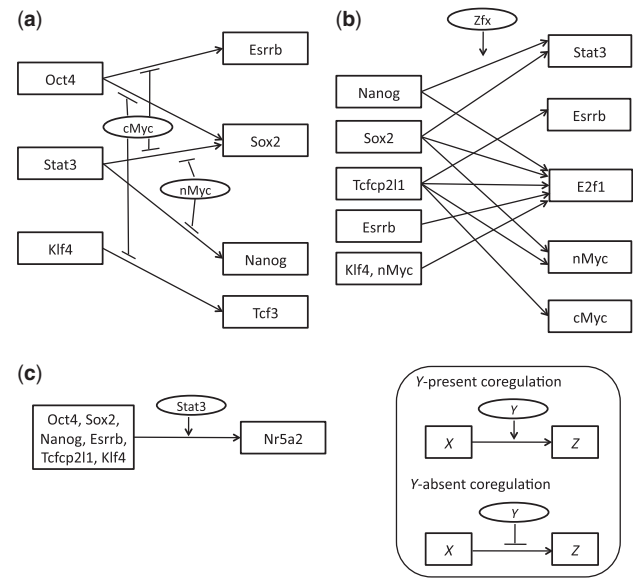 (a)
Oct4
Stat3
Klf4
cMyc
nMyc
Esrrb
Sox2
Nanog
Tcf3
(b)
Zfx
Nanog
Sox2
Tcfcp2l1
Esrrb
Klf4, nMyc
Stat3
Esrrb
E2f1
nMyc
cMyc
(c)
Oct4, Sox2,
Nanog, Esrrb,
Tcfcp2l1, Klf4
Stat3
Nr5a2
Y-present coregulation
Y
X
Z
Y-absent coregulation
Y
X
Z